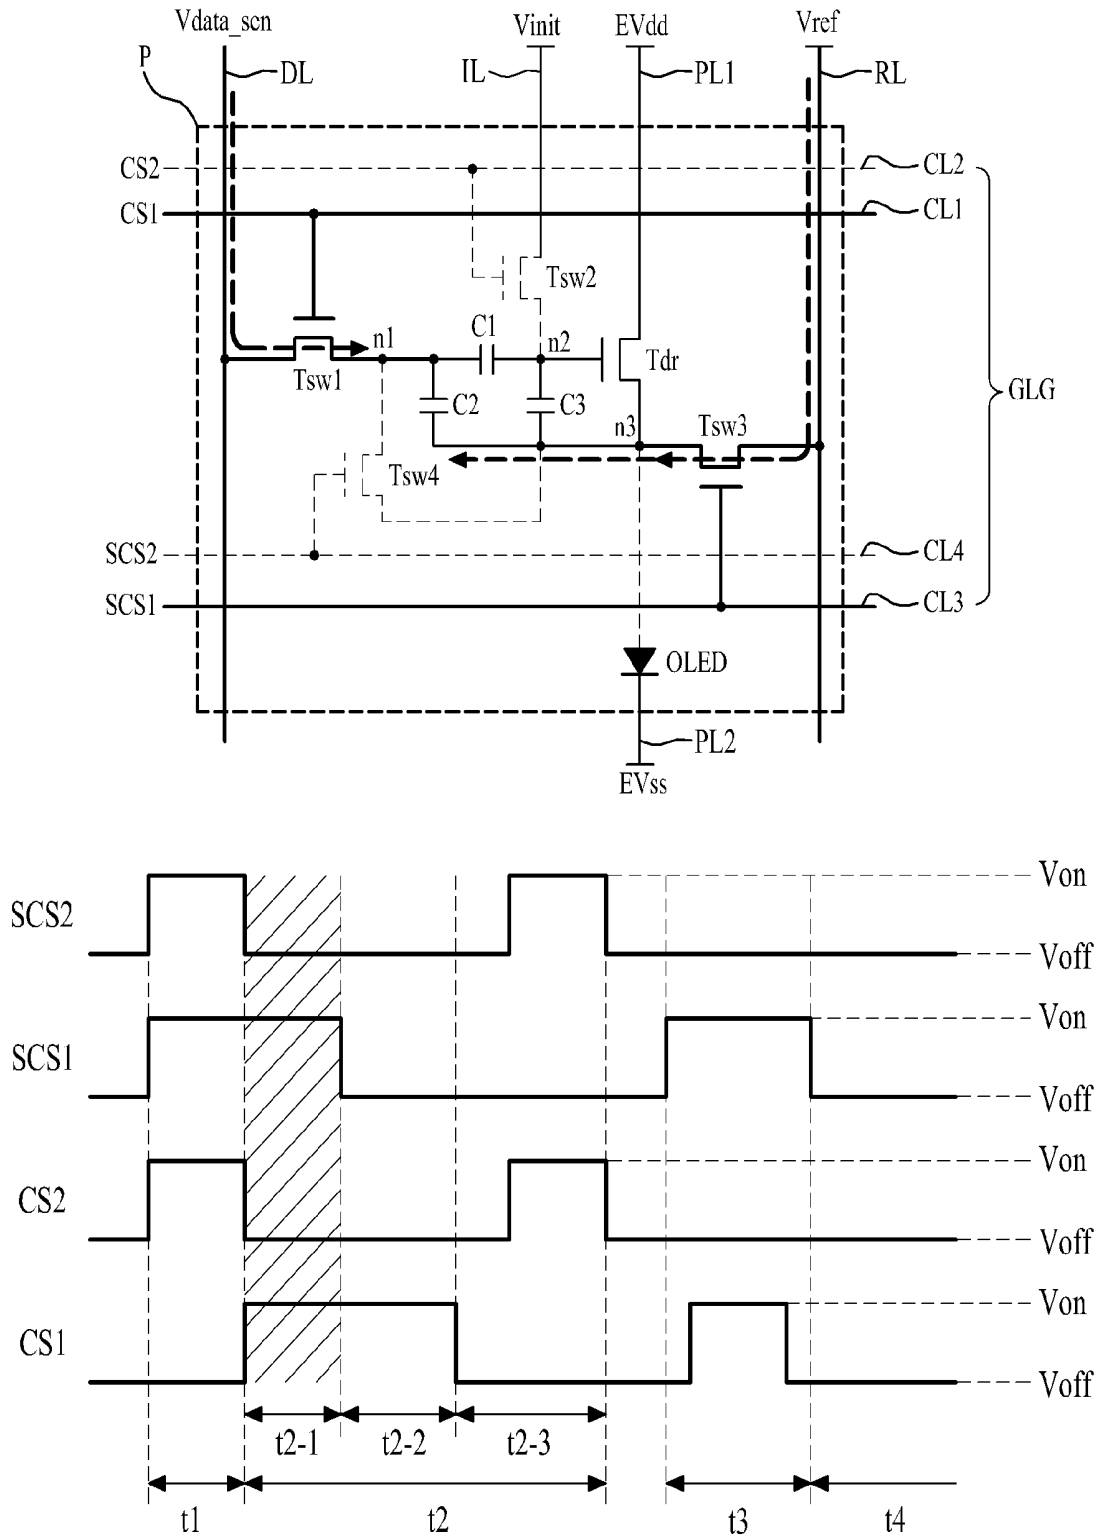 Vdata_scn Vinit EVdd Vref
P DL IL PL1 RL
CS2 CL2
CS1 CL1
Tsw2
C1 n1 n2
Tdr
Tsw1
C2 C3 n3 Tsw3 GLG
Tsw4
SCS2 CL4
SCS1 CL3
OLED
PL2
EVss
Von
SCS2
Voff
Von
SCS1
Voff
Von
CS2
Voff
Von
CS1
Voff
t2-1 t2-2 t2-3
t1 t2 t3 t4